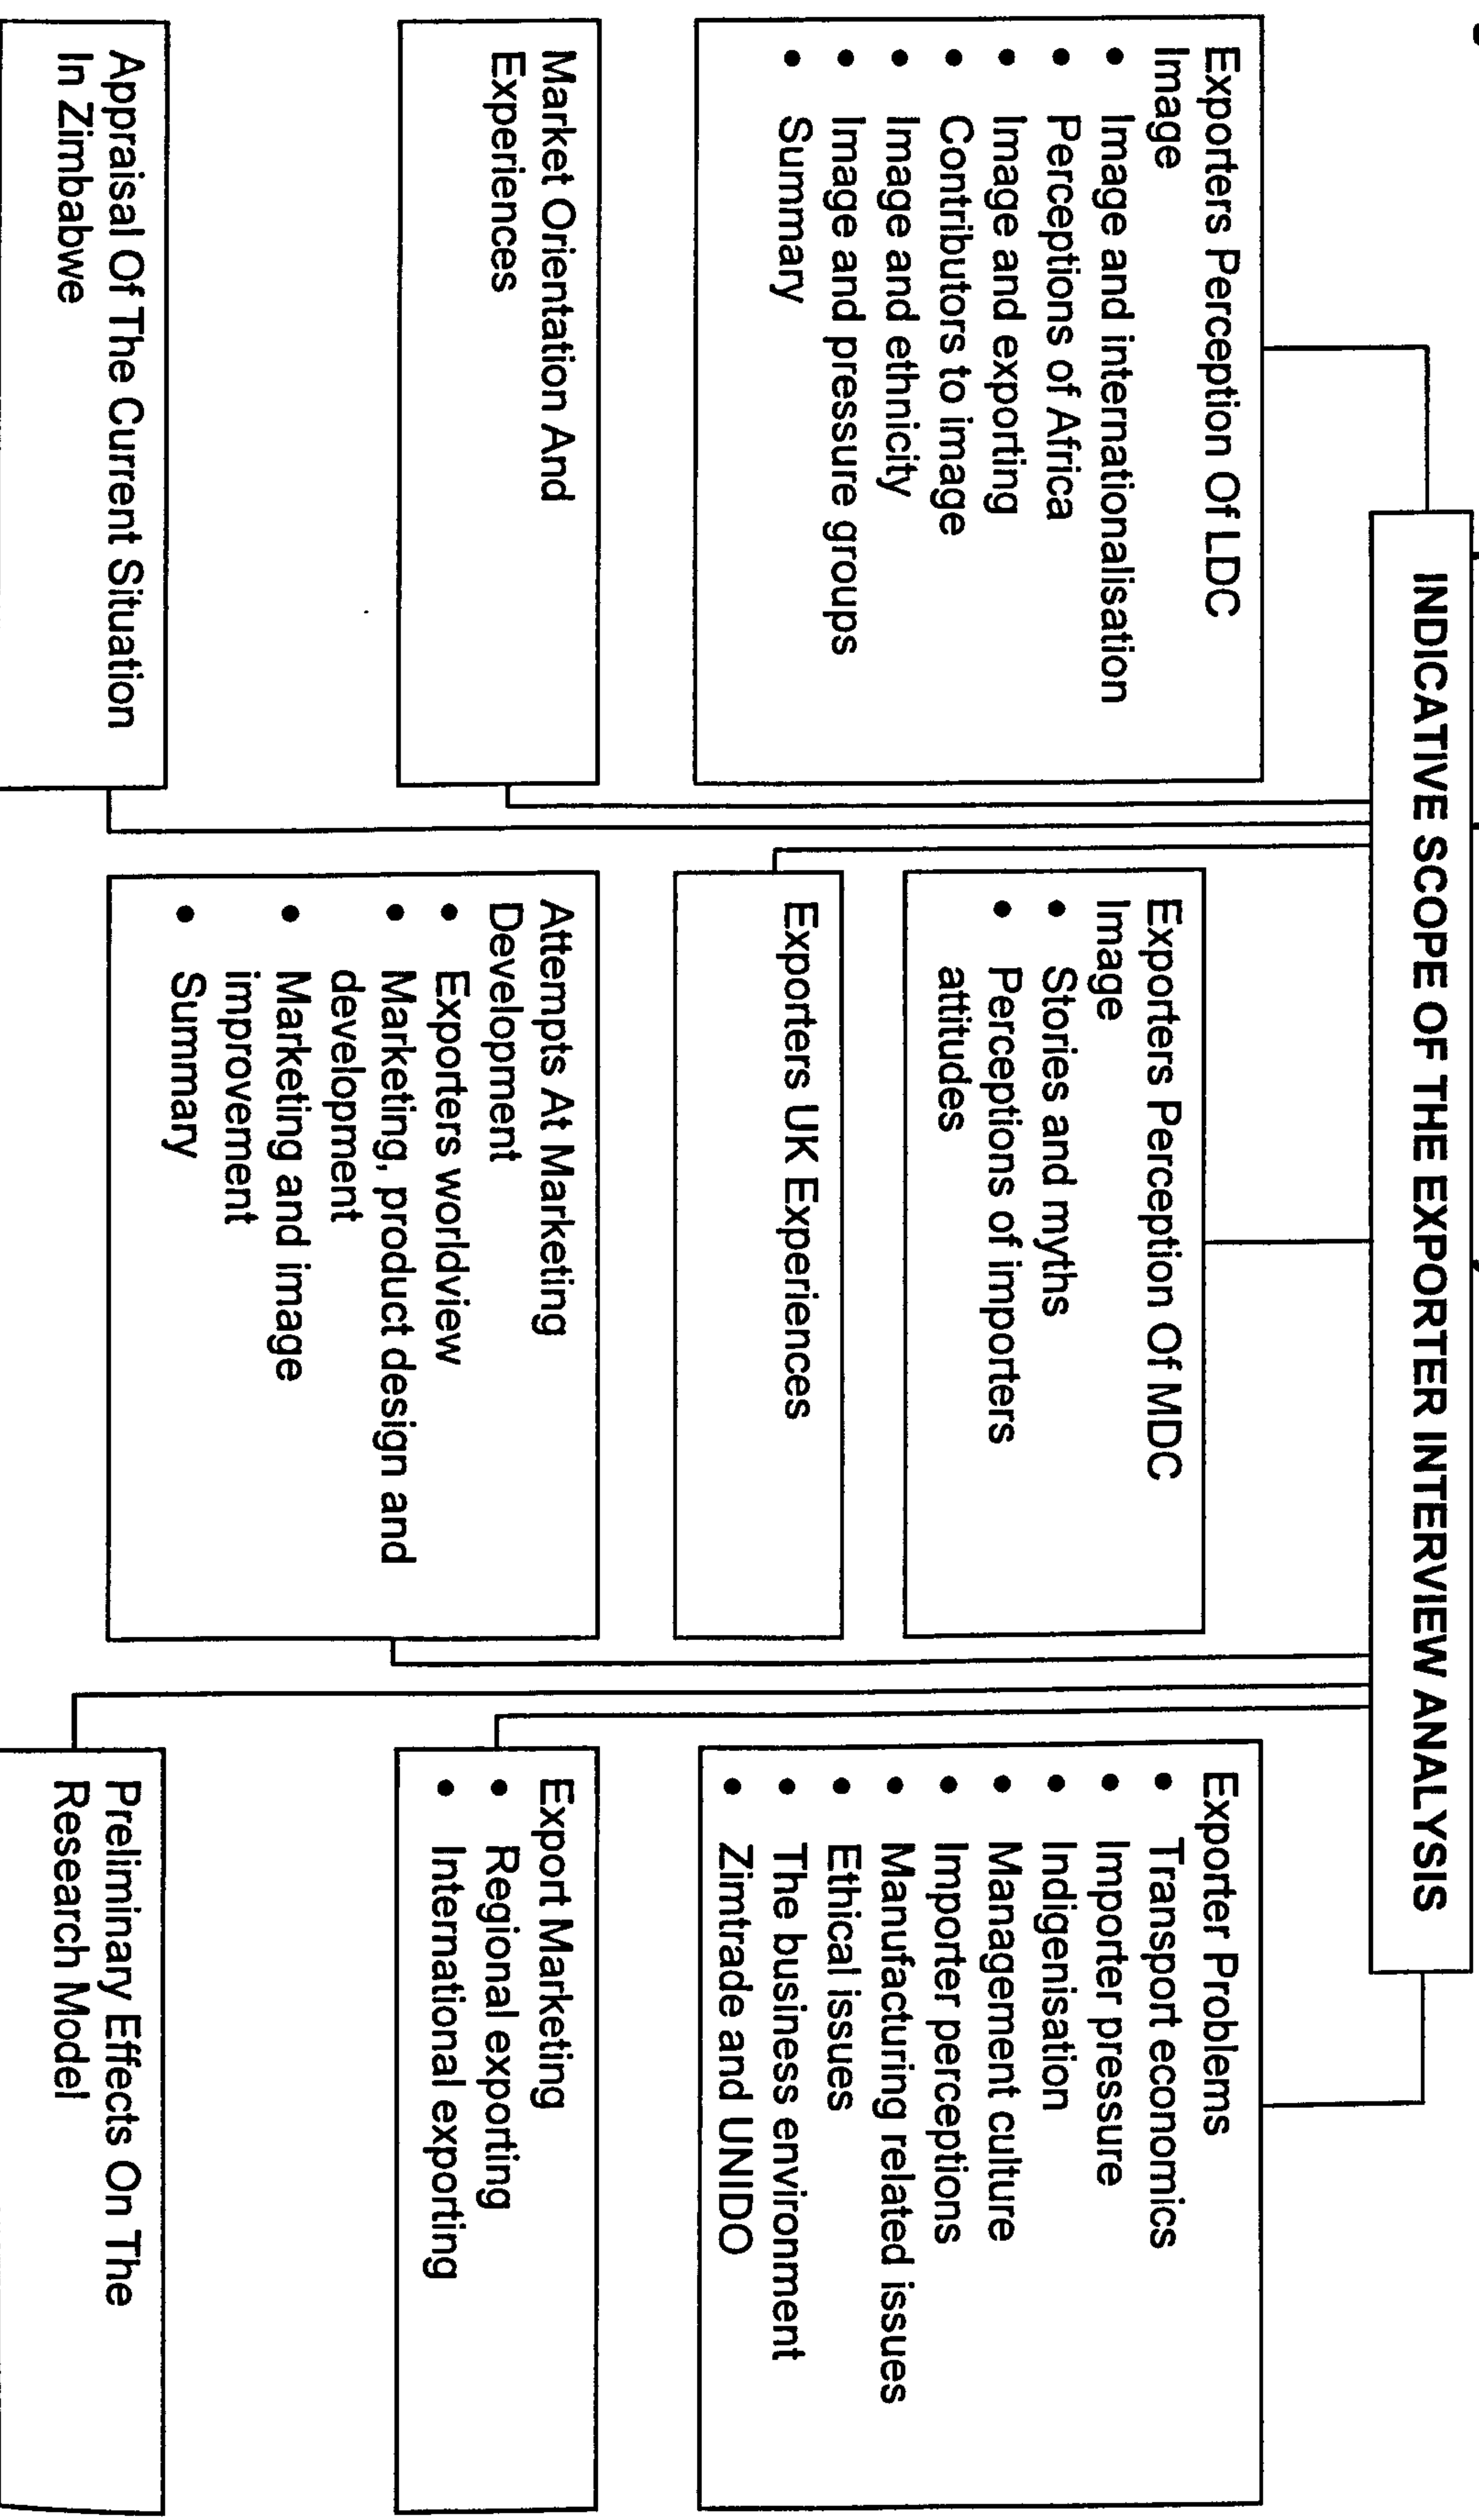 INDICATIVE SCOPE OF THE EXPORTER INTERVIEW ANALYSIS
Exporters Perception Of LDC
Image
• Image and internationalisation
• Perceptions of Africa
• Image and exporting
• Contributors to image
• Image and ethnicity
• Image and pressure groups
• Summary
Market Orientation And
Experiences
Appraisal Of The Current Situation
In Zimbabwe
Exporters Perception Of MDC
Image
• Stories and myths
• Perceptions of importers
attitudes
Exporters UK Experiences
Attempts At Marketing
Development
• Exporters worldview
• Marketing, product design and
development
• Marketing and image
improvement
• Summary
Exporter Problems
• Transport economics
• Importer pressure
• Indigenisation
• Management culture
• Importer perceptions
• Manufacturing related issues
• Ethical issues
• The business environment
• Zimtrade and UNIDO
Export Marketing
• Regional exporting
• International exporting
Preliminary Effects On The
Research Model